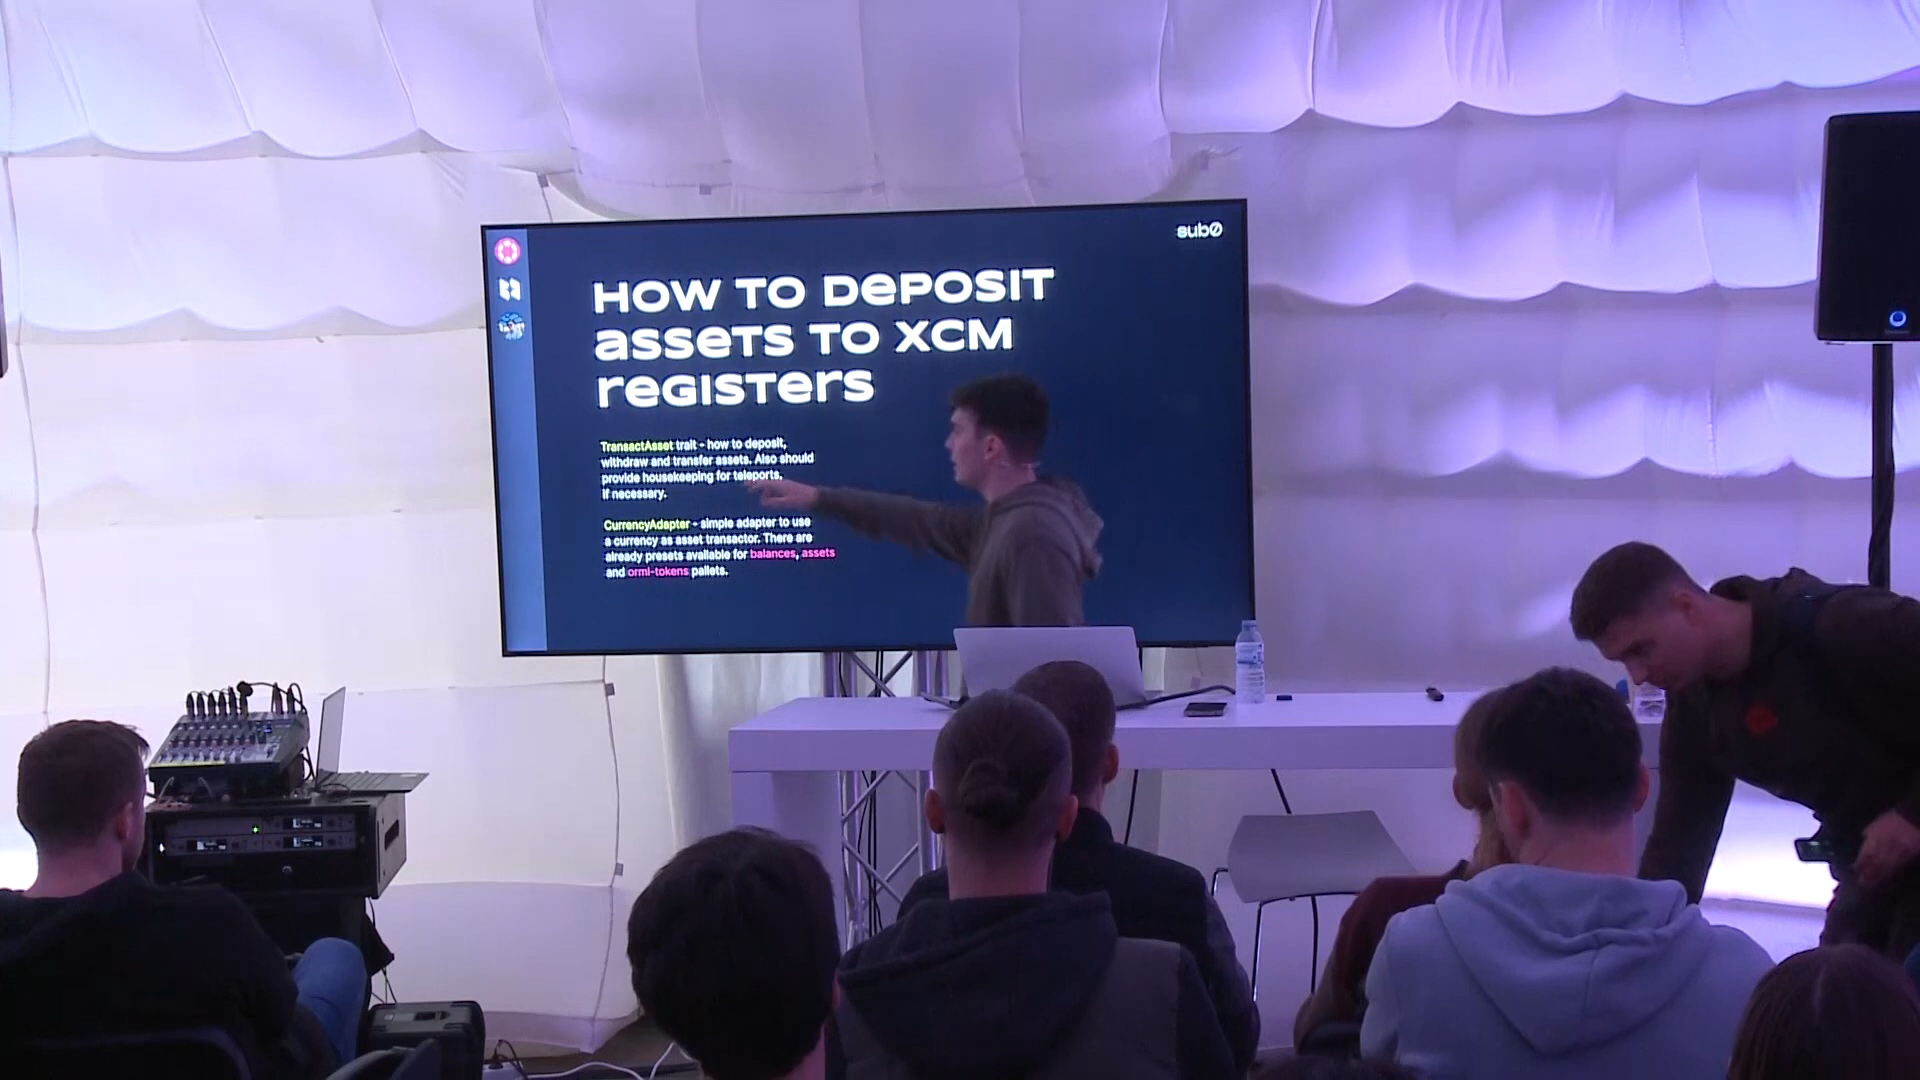 sub0
HOW TO DEPOSIT
ASSETS TO XCM
REGISTERS
TransactAsset trait - how to deposit,
withdraw and transfer assets. Also should
provide housekeeping for teleports,
if necessary.
CurrencyAdapter - simple adapter to use
a currency as asset transactor. There are
already presets available for balances, assets
and orml-tokens pallets.